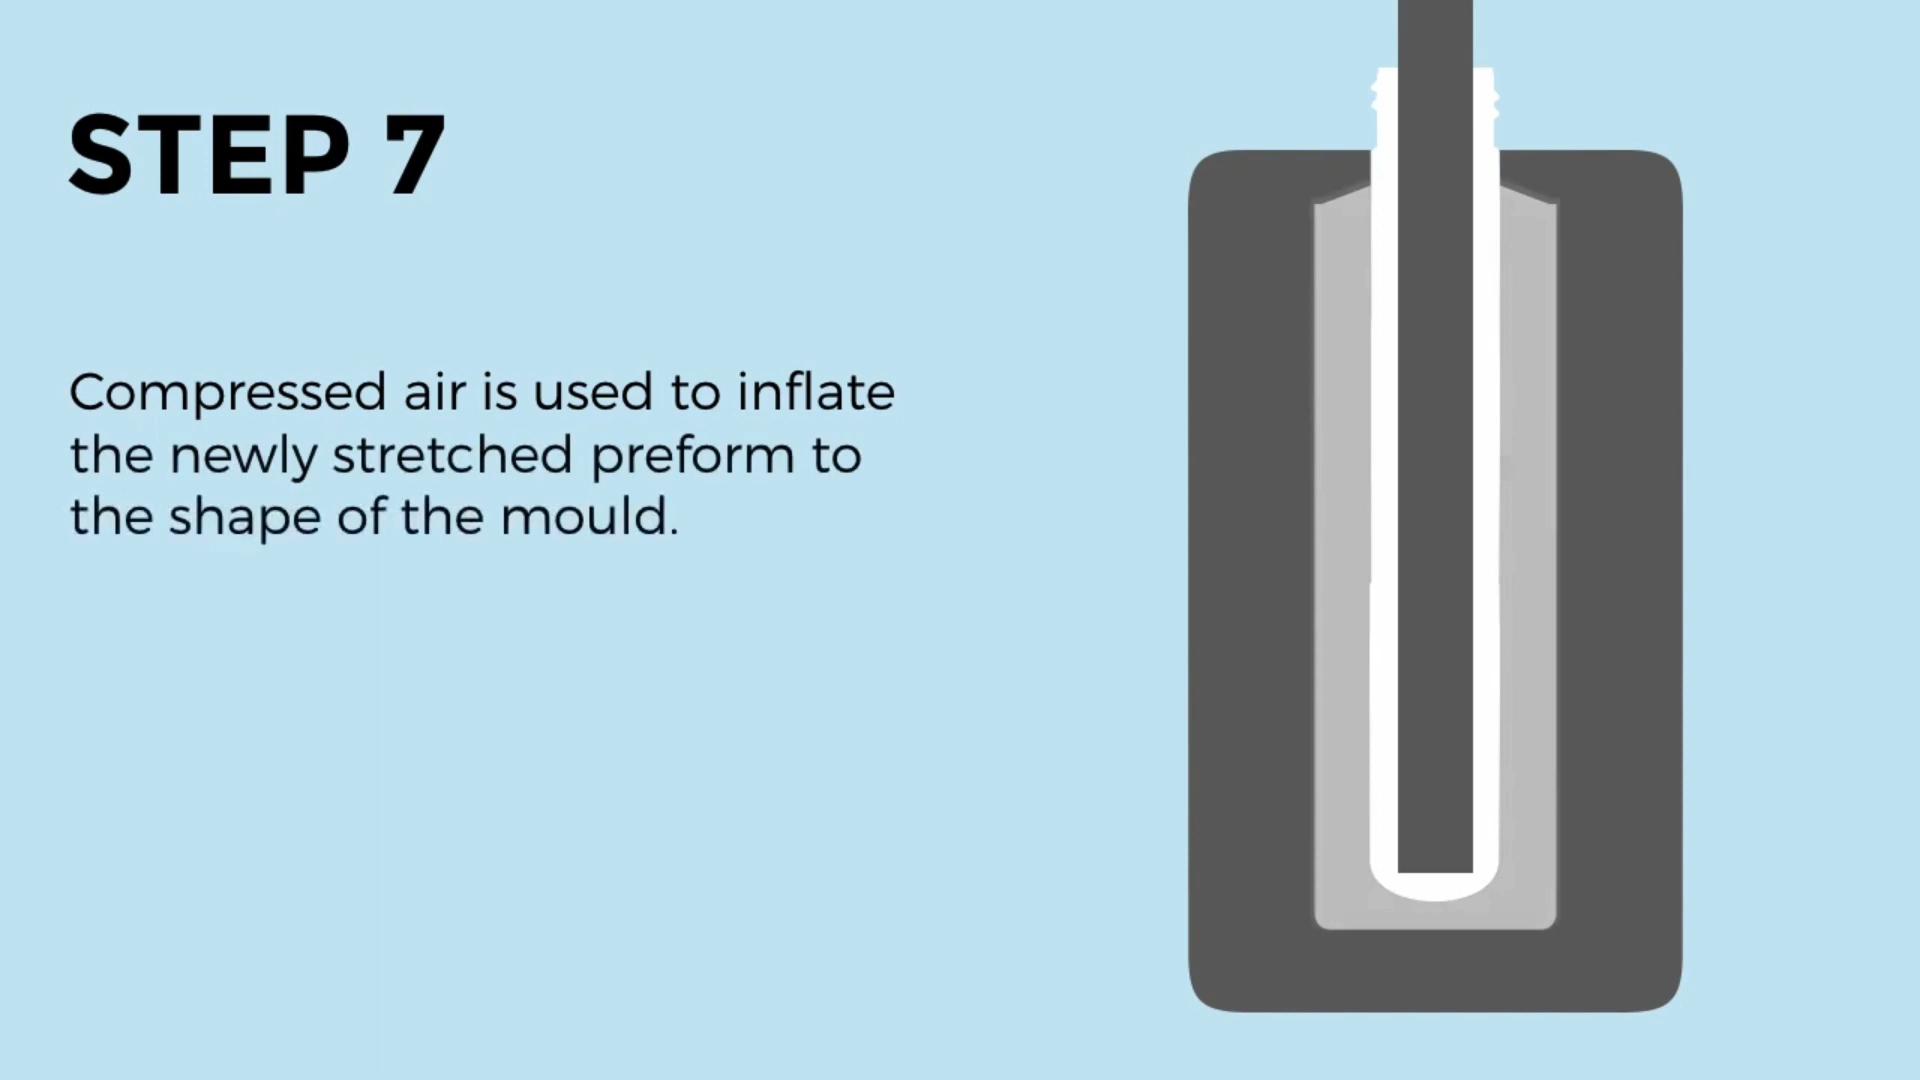 STEP 7
Compressed air is used to inflate
the newly stretched preform to
the shape of the mould.